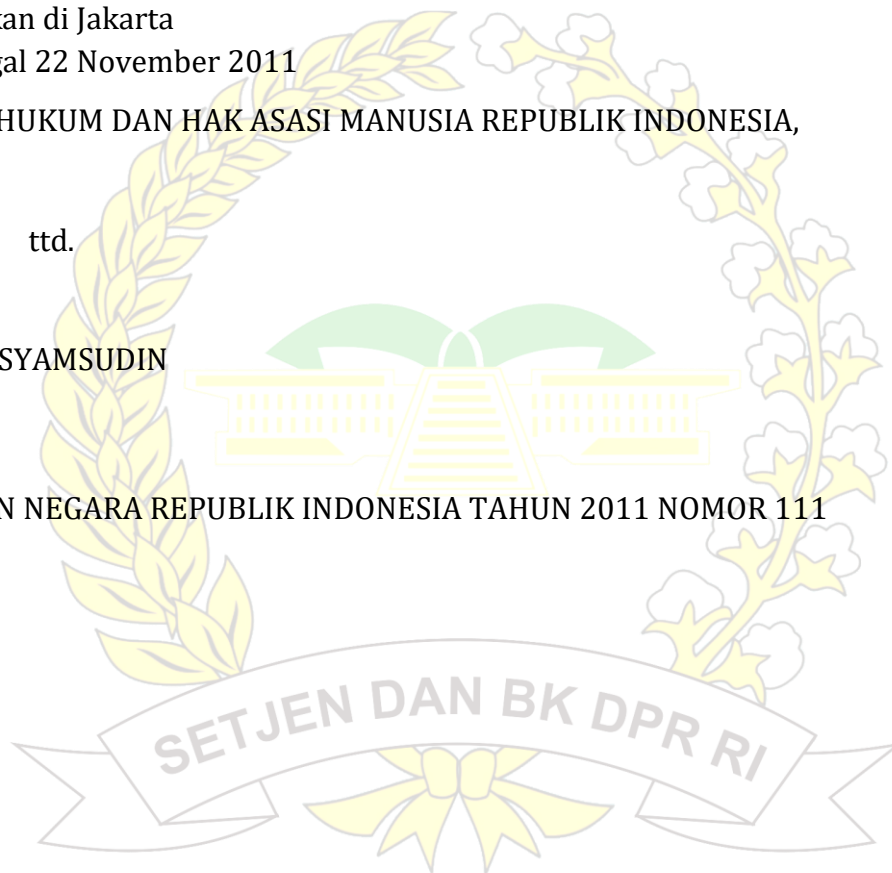 kan di Jakarta
gal 22 November 2011
HUKUM DAN HAK ASASI MANUSIA REPUBLIK INDONESIA,
ttd.
SYAMSUDIN
N NEGARA REPUBLIK INDONESIA TAHUN 2011 NOMOR 111
SETJEN DAN BK DPR RI